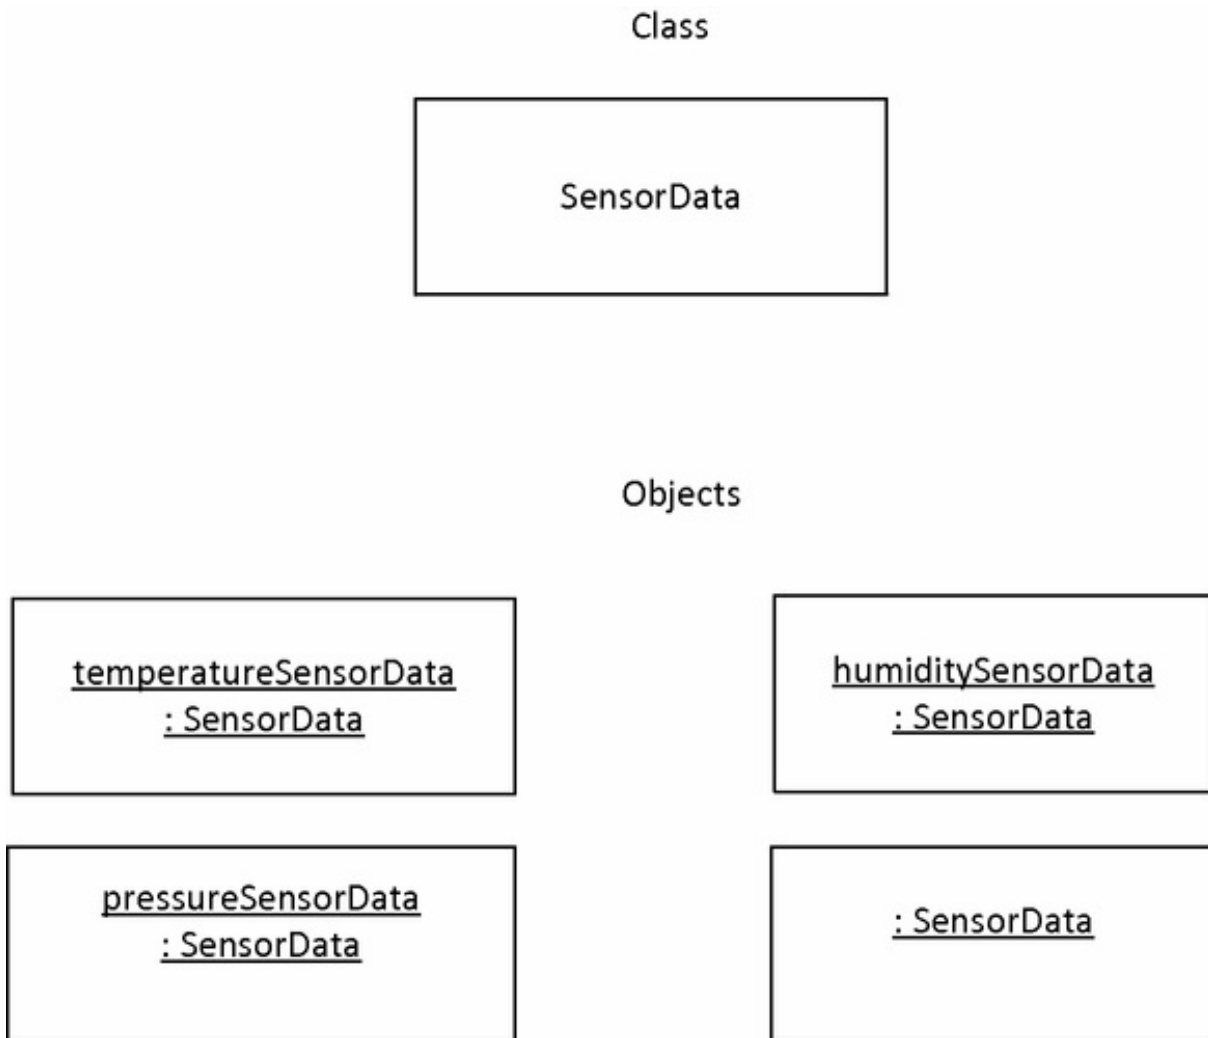 Class
SensorData
Objects
temperatureSensorData
: SensorData
humiditySensorData
: SensorData
pressureSensorData
: SensorData
: SensorData